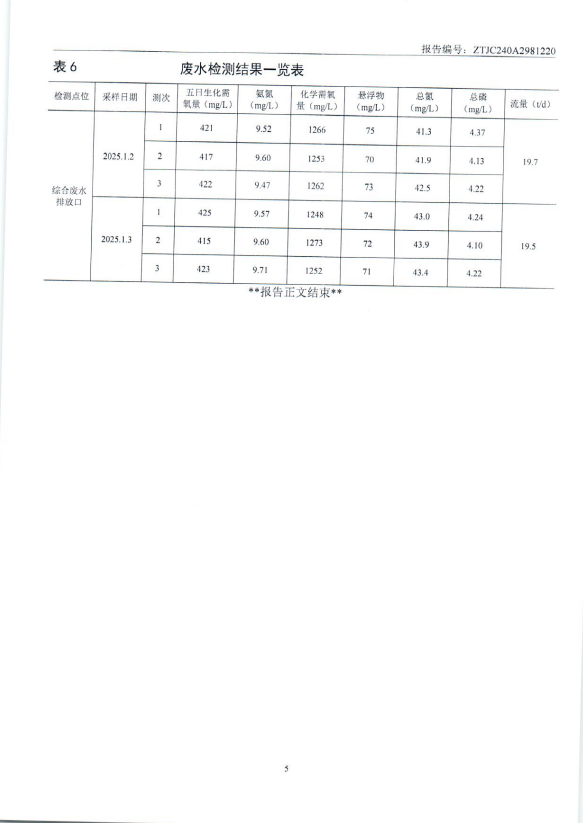 报告编号：ZTJC240A2981220
表 6 废水检测结果一览表
检测点位 采样日期 测次 五日生化需氧量（mg/L） 氨氮（mg/L） 化学需氧量（mg/L） 悬浮物（mg/L） 总氮（mg/L） 总磷（mg/L） 流量（t/d）
综合废水排放口 2025.1.2 1 421 9.52 1266 75 41.3 4.37 19.7
2 417 9.60 1253 70 41.9 4.13
3 422 9.47 1262 73 42.5 4.22
2025.1.3 1 425 9.57 1248 74 43.0 4.24 19.5
2 415 9.60 1273 72 43.9 4.10
3 423 9.71 1252 71 43.4 4.22
**报告正文结束**
5